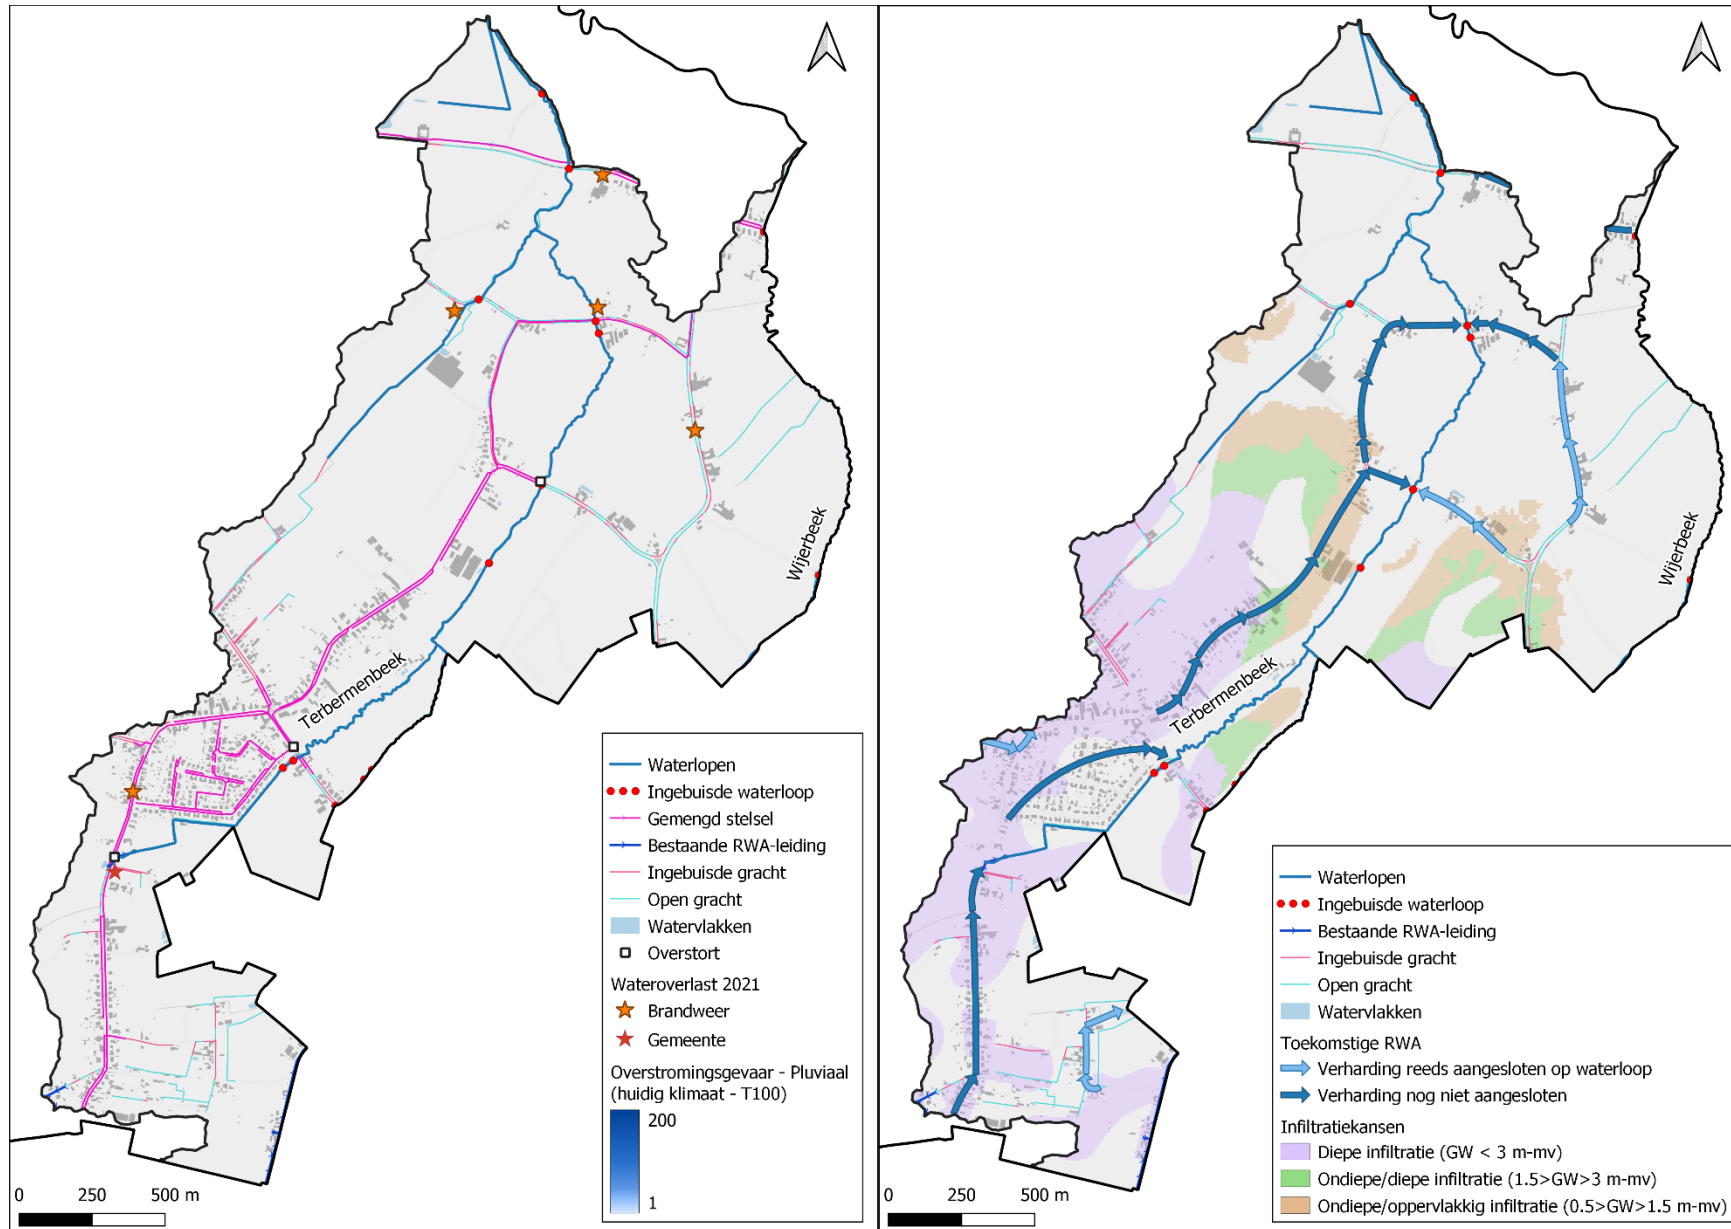 Wijerbeek
Terbermenbeek
Waterlopen
Ingebuisde waterloop
Gemengd stelsel
Bestaande RWA-leiding
Ingebuisde gracht
Open gracht
Watervlakken
Overstort
Wateroverlast 2021
Brandweer
Gemeente
Overstromingsgevaar - Pluviaal
(huidig klimaat - T100)
200
1
0 250 500 m
Wijerbeek
Terbermenbeek
Waterlopen
Ingebuisde waterloop
Bestaande RWA-leiding
Ingebuisde gracht
Open gracht
Watervlakken
Toekomstige RWA
Verharding reeds aangesloten op waterloop
Verharding nog niet aangesloten
Infiltratiekansen
Diepe infiltratie (GW < 3 m-mv)
Ondiepe/diepe infiltratie (1.5>GW>3 m-mv)
Ondiepe/oppervlakkig infiltratie (0.5>GW>1.5 m-mv)
0 250 500 m